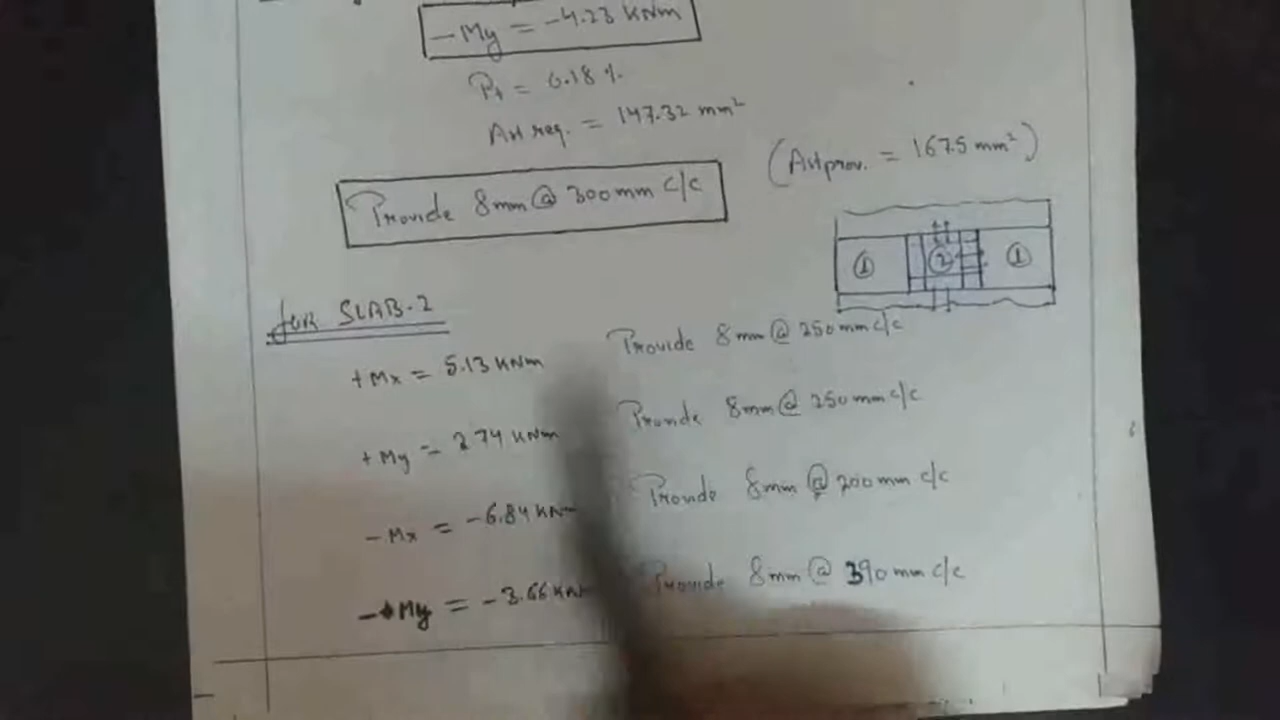 -My = -4.23 KNm
Pt = 0.18 %.
Ast req. = 147.32 mm²
(Ast prov. = 167.5 mm²)
Provide 8mm @ 300mm c/c
① ② ①
for SLAB-2
+Mx = 5.13 KNm Provide 8mm @ 250mm c/c
+My = 2.74 KNm Provide 8mm @ 250mm c/c
-Mx = -6.84 KNm Provide 8mm @ 200mm c/c
-My = -3.66 KN Provide 8mm @ 390mm c/c